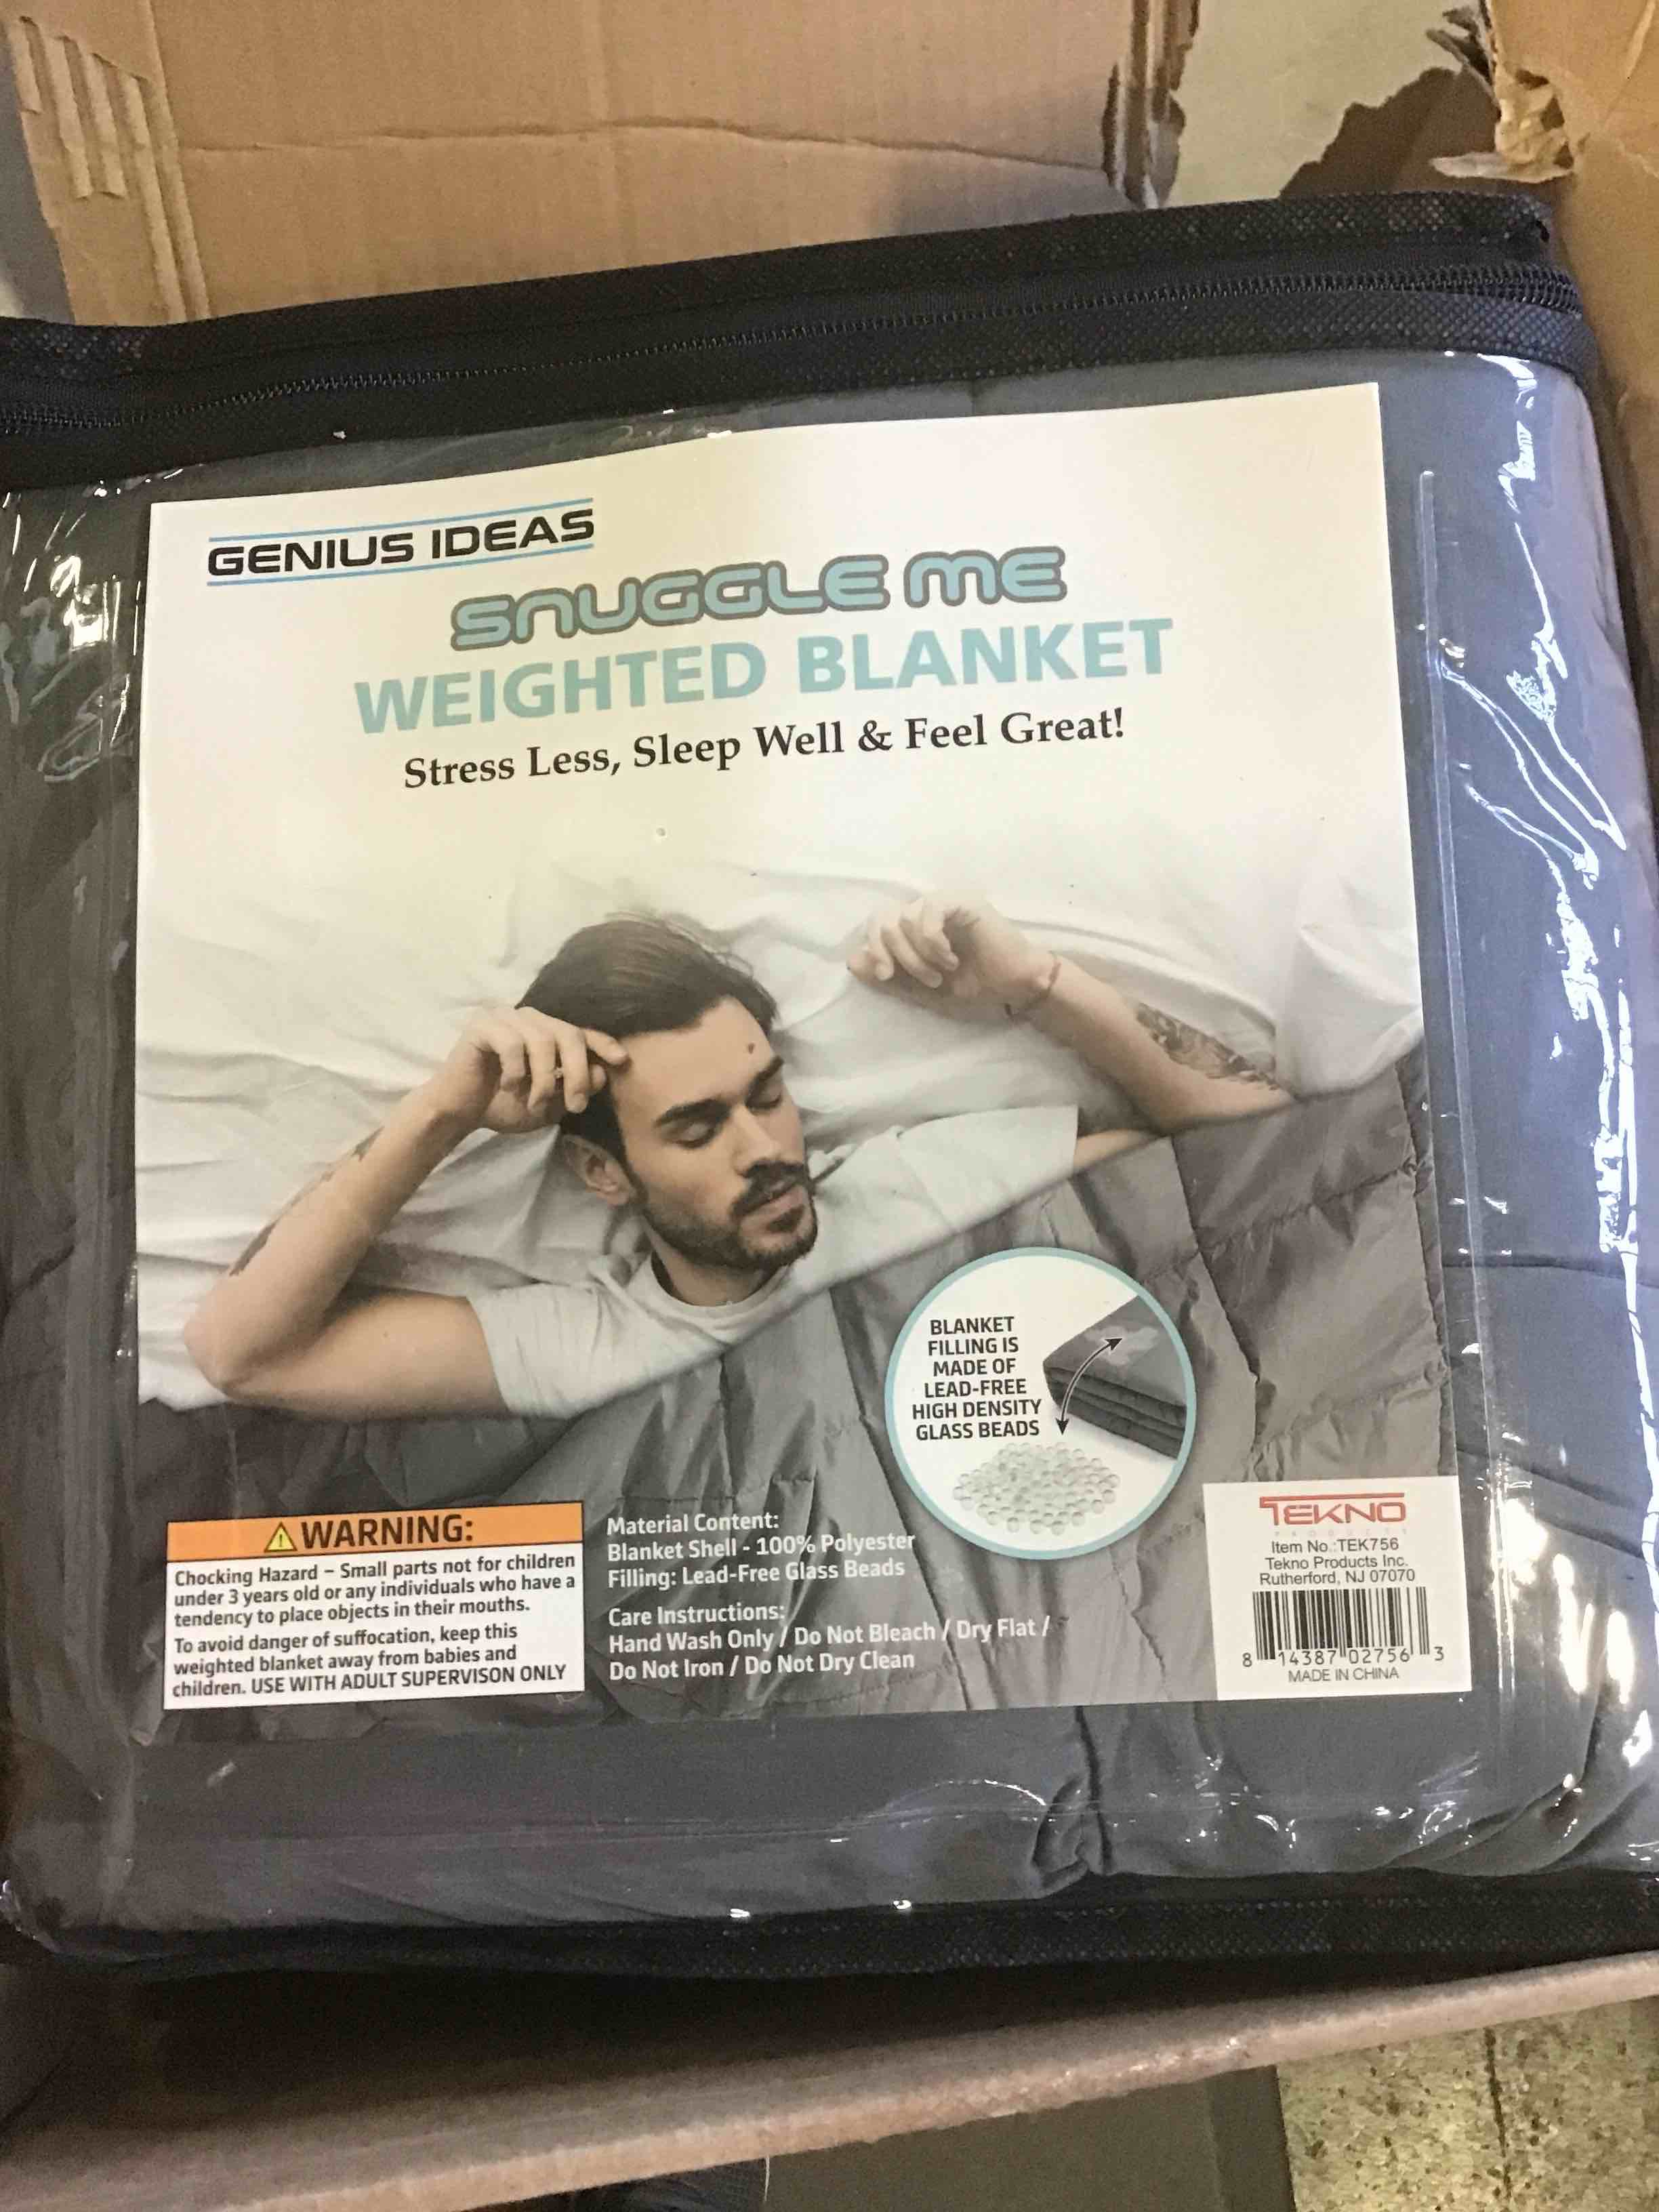 GENIUS IDEAS
SNUGGLE ME
WEIGHTED BLANKET
Stress Less, Sleep Well & Feel Great!
BLANKET
FILLING IS
MADE OF
LEAD-FREE
HIGH DENSITY
GLASS BEADS
WARNING:
Chocking Hazard – Small parts not for children
under 3 years old or any individuals who have a
tendency to place objects in their mouths.
To avoid danger of suffocation, keep this
weighted blanket away from babies and
children. USE WITH ADULT SUPERVISON ONLY
Material Content:
Blanket Shell - 100% Polyester
Filling: Lead-Free Glass Beads
Care Instructions:
Hand Wash Only / Do Not Bleach / Dry Flat /
Do Not Iron / Do Not Dry Clean
TEKNO
PRODUCTS
Item No.:TEK756
Tekno Products Inc.
Rutherford, NJ 07070
8 14387 02756 3
MADE IN CHINA